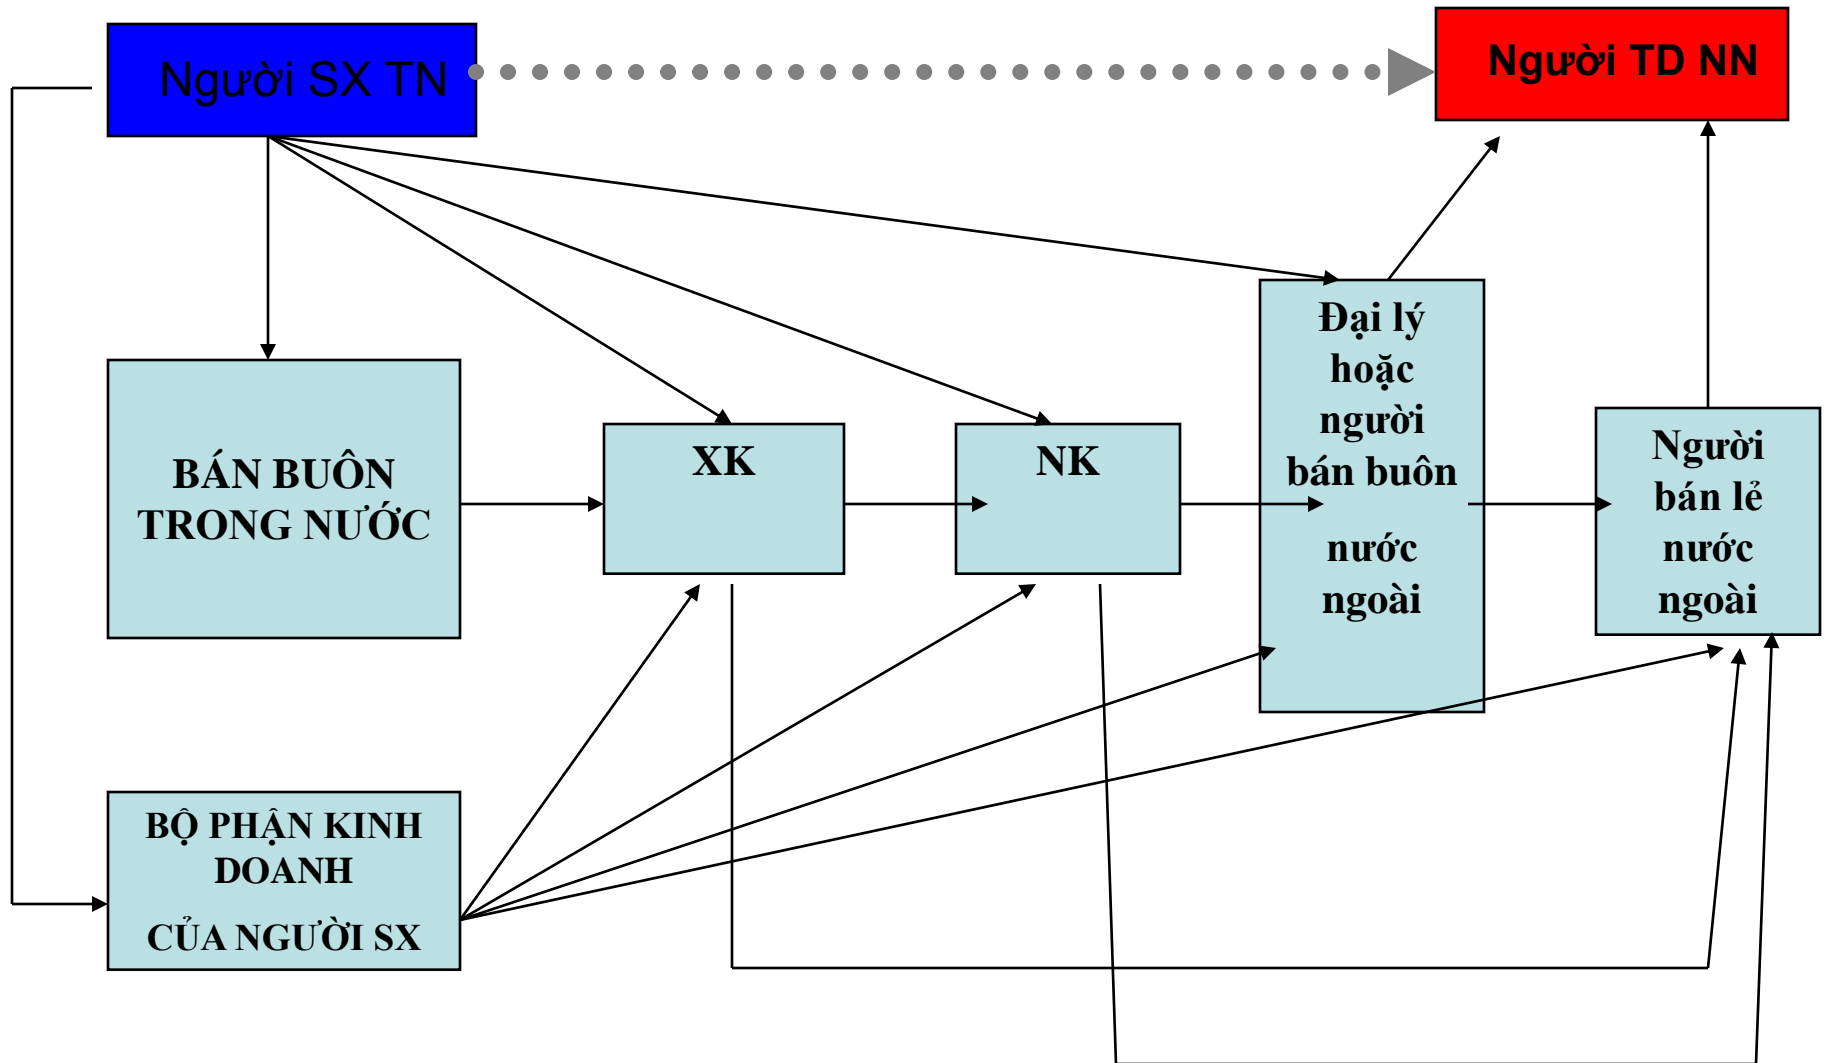 Người SX TN
Người TD NN
BÁN BUÔN
TRONG NƯỚC
XK
NK
Đại lý
hoặc
người
bán buôn
nước
ngoài
Người
bán lẻ
nước
ngoài
BỘ PHẬN KINH
DOANH
CỦA NGƯỜI SX